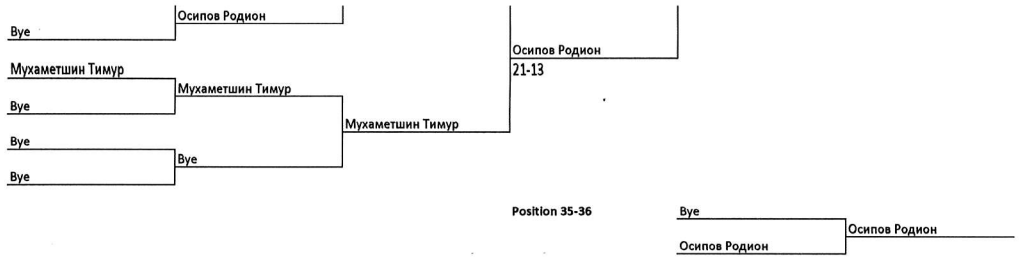 Осипов Родион
Bye
Осипов Родион
21-13
Мухаметшин Тимур
Мухаметшин Тимур
Bye
Мухаметшин Тимур
Bye
Bye
Bye
Position 35-36
Bye
Осипов Родион
Осипов Родион